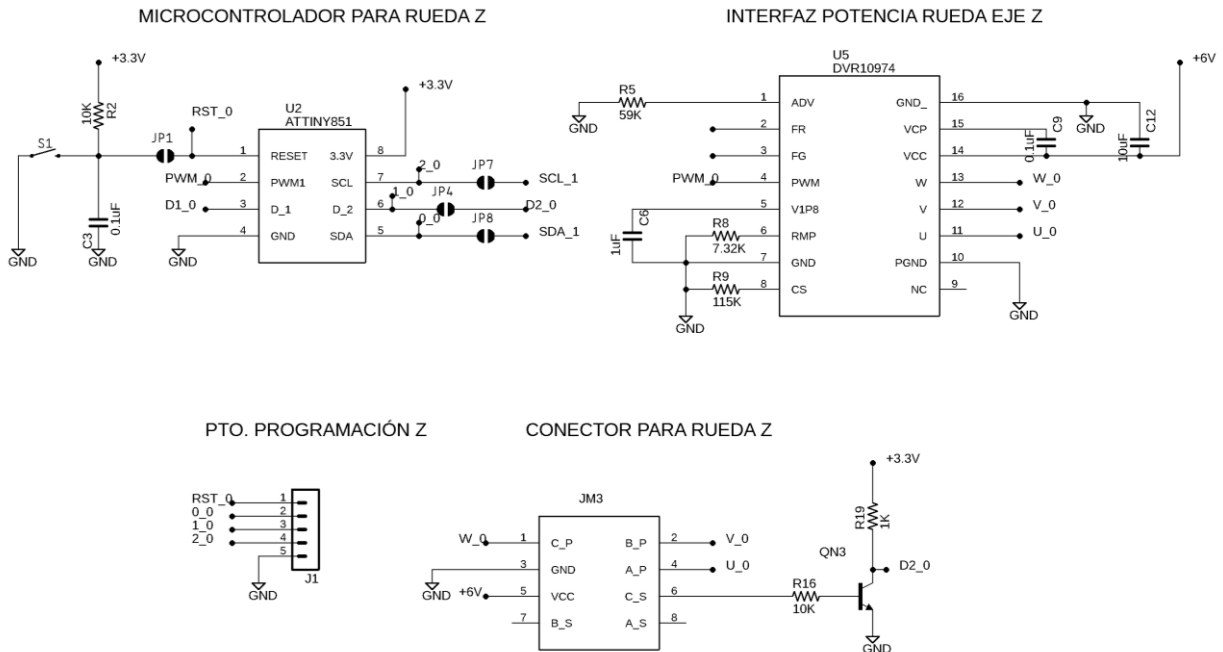 MICROCONTROLADOR PARA RUEDA Z
+3.3V
10K
R2
RST_0
S1
JP1
C3
0.1uF
GND
GND
GND
U2
ATTINY851
+3.3V
1 RESET 3.3V 8
PWM_0 2 PWM1 SCL 7 2_0 JP7 SCL_1
D1_0 3 D_1 D_2 6 1_0 JP4 D2_0
4 GND SDA 5 0_0 JP8 SDA_1
INTERFAZ POTENCIA RUEDA EJE Z
U5
DVR10974
+6V
R5
59K
GND
1 ADV GND_ 16
GND
2 FR VCP 15
C9
0.1uF
C12
10uF
3 FG VCC 14
PWM_0 4 PWM W 13 W_0
5 V1P8 V 12 V_0
C6
1uF
R8
7.32K
6 RMP U 11 U_0
7 GND PGND 10
R9
115K
8 CS NC 9
GND
GND
PTO. PROGRAMACIÓN Z
RST_0 1
0_0 2
1_0 3
2_0 4
5
GND
J1
CONECTOR PARA RUEDA Z
JM3
W_0 1 C_P B_P 2 V_0
3 GND A_P 4 U_0
GND
+6V 5 VCC C_S 6
7 B_S A_S 8
R16
10K
+3.3V
R19
1K
QN3
D2_0
GND